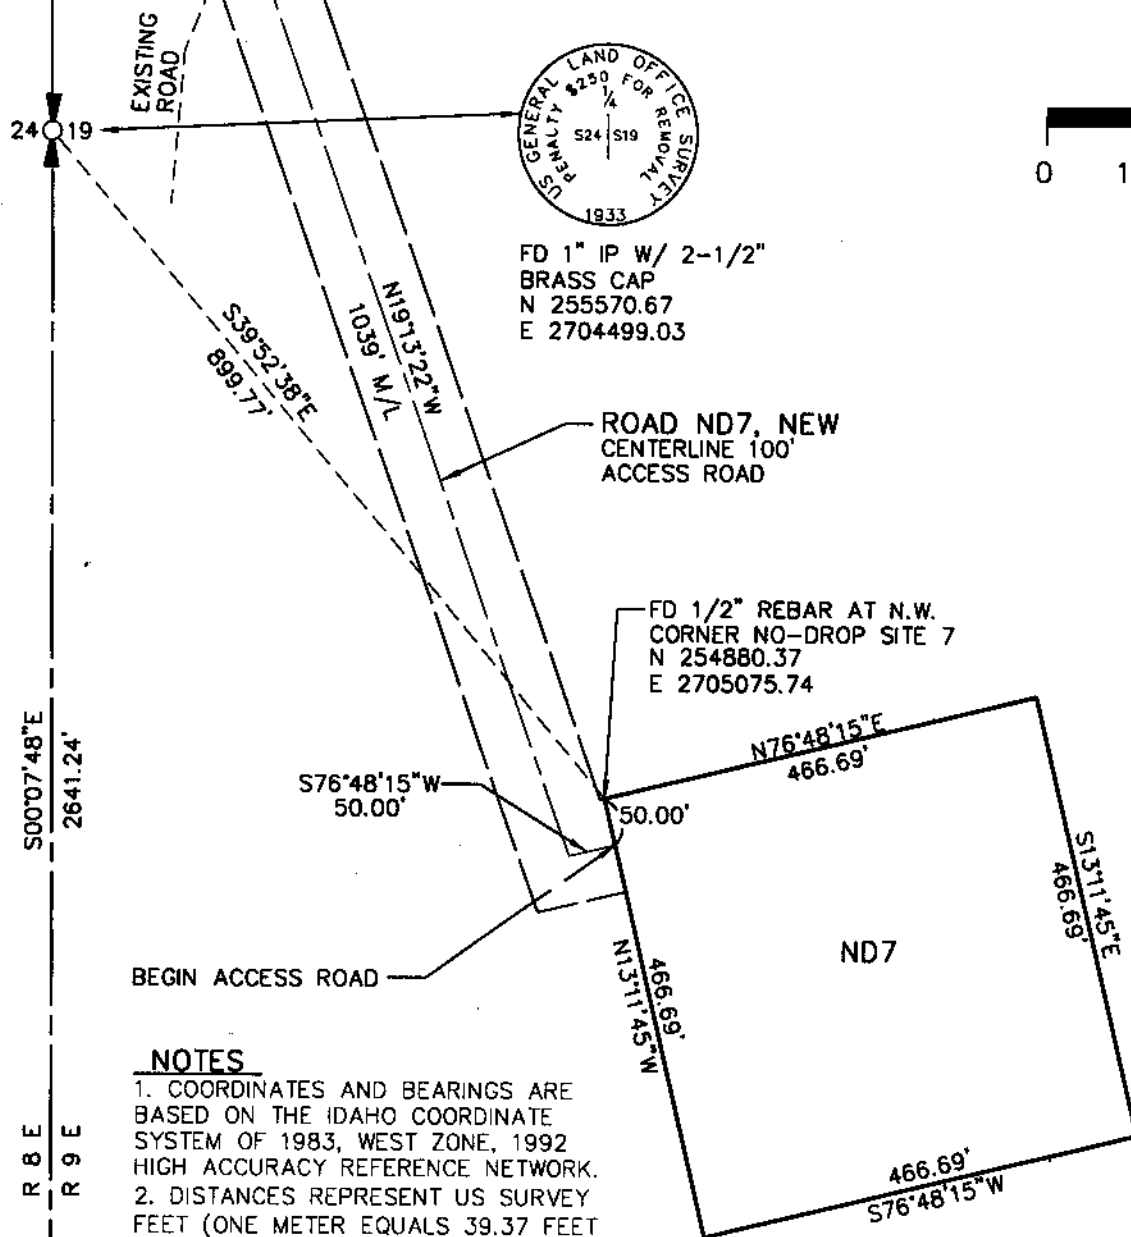 EXISTING
ROAD
24 19
US GENERAL LAND OFFICE SURVEY
PENALTY $250 FOR REMOVAL
1/4
S24 S19
1933
0 1
FD 1" IP W/ 2-1/2"
BRASS CAP
N 255570.67
E 2704499.03
N19°13'22"W
1039' M/L
S39°52'38"E
899.77'
ROAD ND7, NEW
CENTERLINE 100'
ACCESS ROAD
FD 1/2" REBAR AT N.W.
CORNER NO-DROP SITE 7
N 254880.37
E 2705075.74
S00°07'48"E
2641.24'
N76°48'15"E
466.69'
S76°48'15"W
50.00'
50.00'
S13°11'45"E
466.69'
ND7
BEGIN ACCESS ROAD
466.69'
N13°11'45"W
466.69'
S76°48'15"W
R 8 E
R 9 E
NOTES
1. COORDINATES AND BEARINGS ARE
BASED ON THE IDAHO COORDINATE
SYSTEM OF 1983, WEST ZONE, 1992
HIGH ACCURACY REFERENCE NETWORK.
2. DISTANCES REPRESENT US SURVEY
FEET (ONE METER EQUALS 39.37 FEET